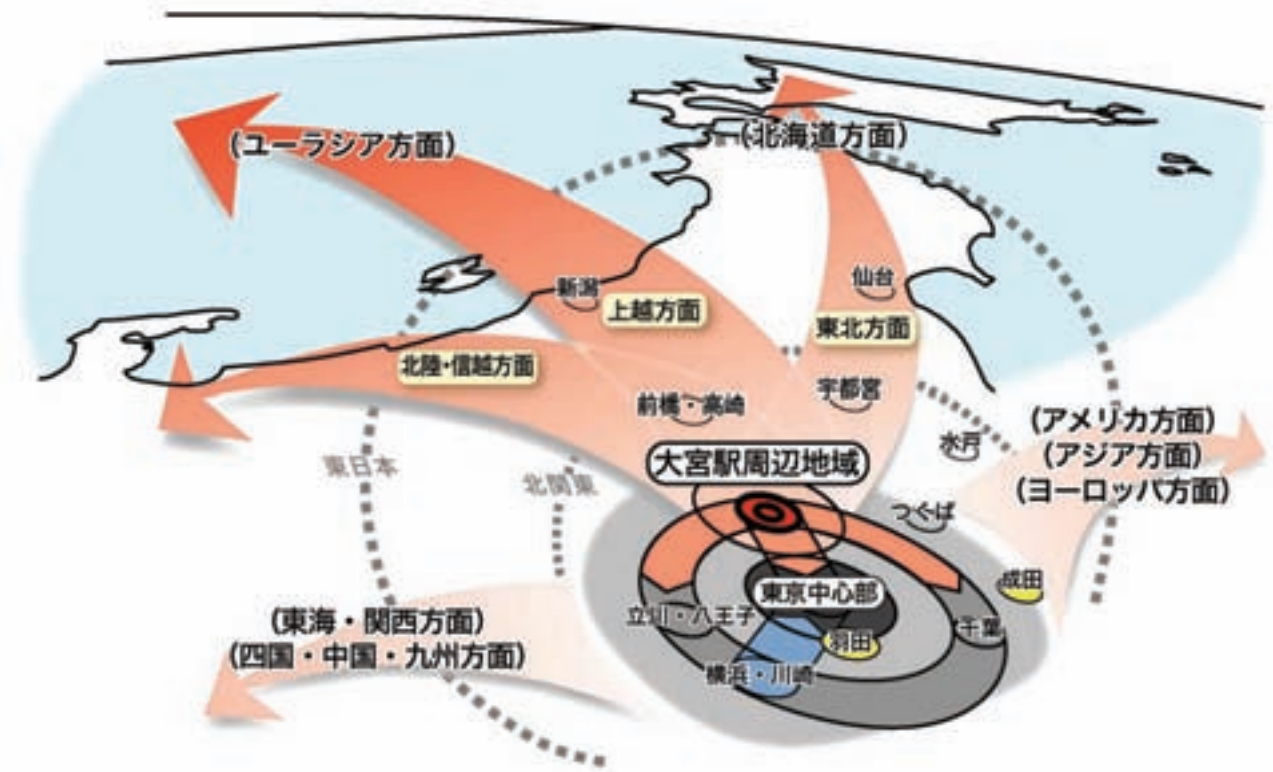 (ユーラシア方面)
(北海道方面)
新潟
上越方面
仙台
東北方面
北陸・信越方面
前橋・高崎
宇都宮
水戸
(アメリカ方面)
(アジア方面)
(ヨーロッパ方面)
東日本
北関東
大宮駅周辺地域
つくば
成田
東京中心部
立川・八王子
羽田
千葉
横浜・川崎
(東海・関西方面)
(四国・中国・九州方面)